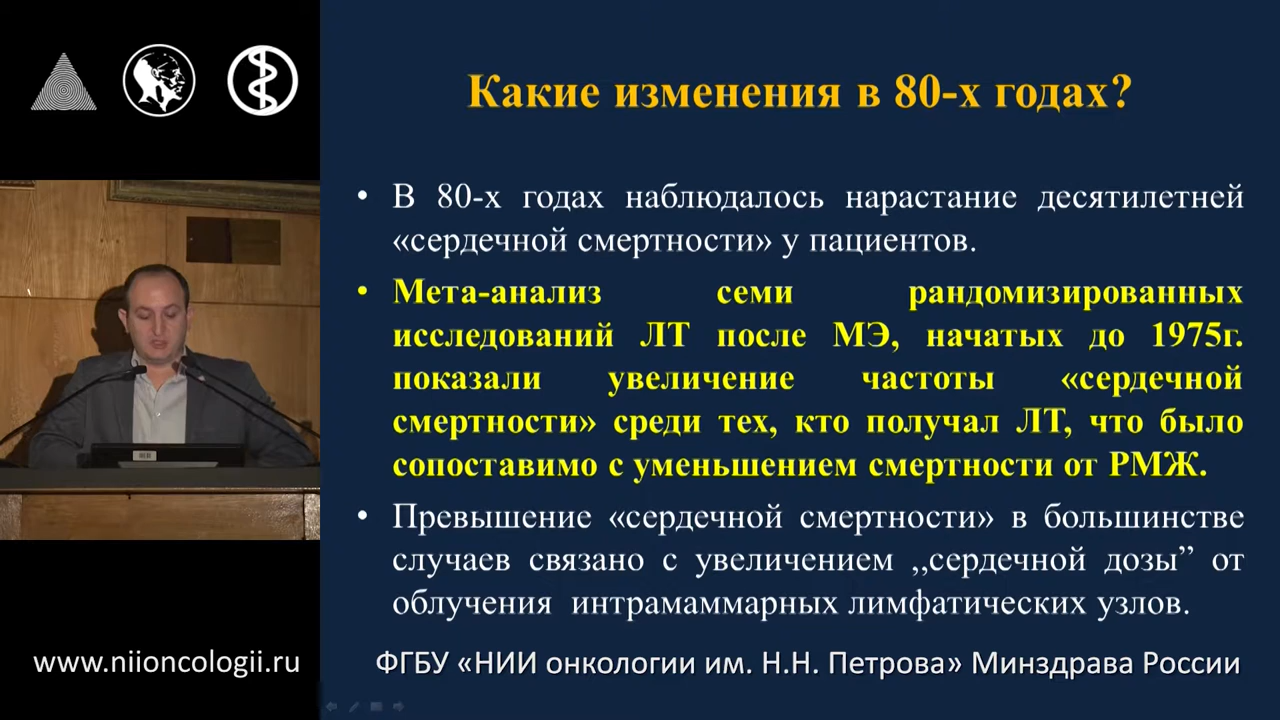 Какие изменения в 80-х годах?
• В 80-х годах наблюдалось нарастание десятилетней
«сердечной смертности» у пациентов.
• Мета-анализ семи рандомизированных
исследований ЛТ после МЭ, начатых до 1975г.
показали увеличение частоты «сердечной
смертности» среди тех, кто получал ЛТ, что было
сопоставимо с уменьшением смертности от РМЖ.
• Превышение «сердечной смертности» в большинстве
случаев связано с увеличением ,,сердечной дозы” от
облучения интрамаммарных лимфатических узлов.
www.niioncologii.ru
ФГБУ «НИИ онкологии им. Н.Н. Петрова» Минздрава России